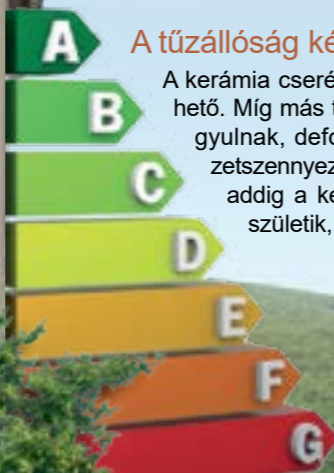 A
B
C
D
E
F
G
A tűzállóság ké
A kerámia cseré
hető. Míg más t
gyulnak, defo
zetszennyez
addig a ke
születik,